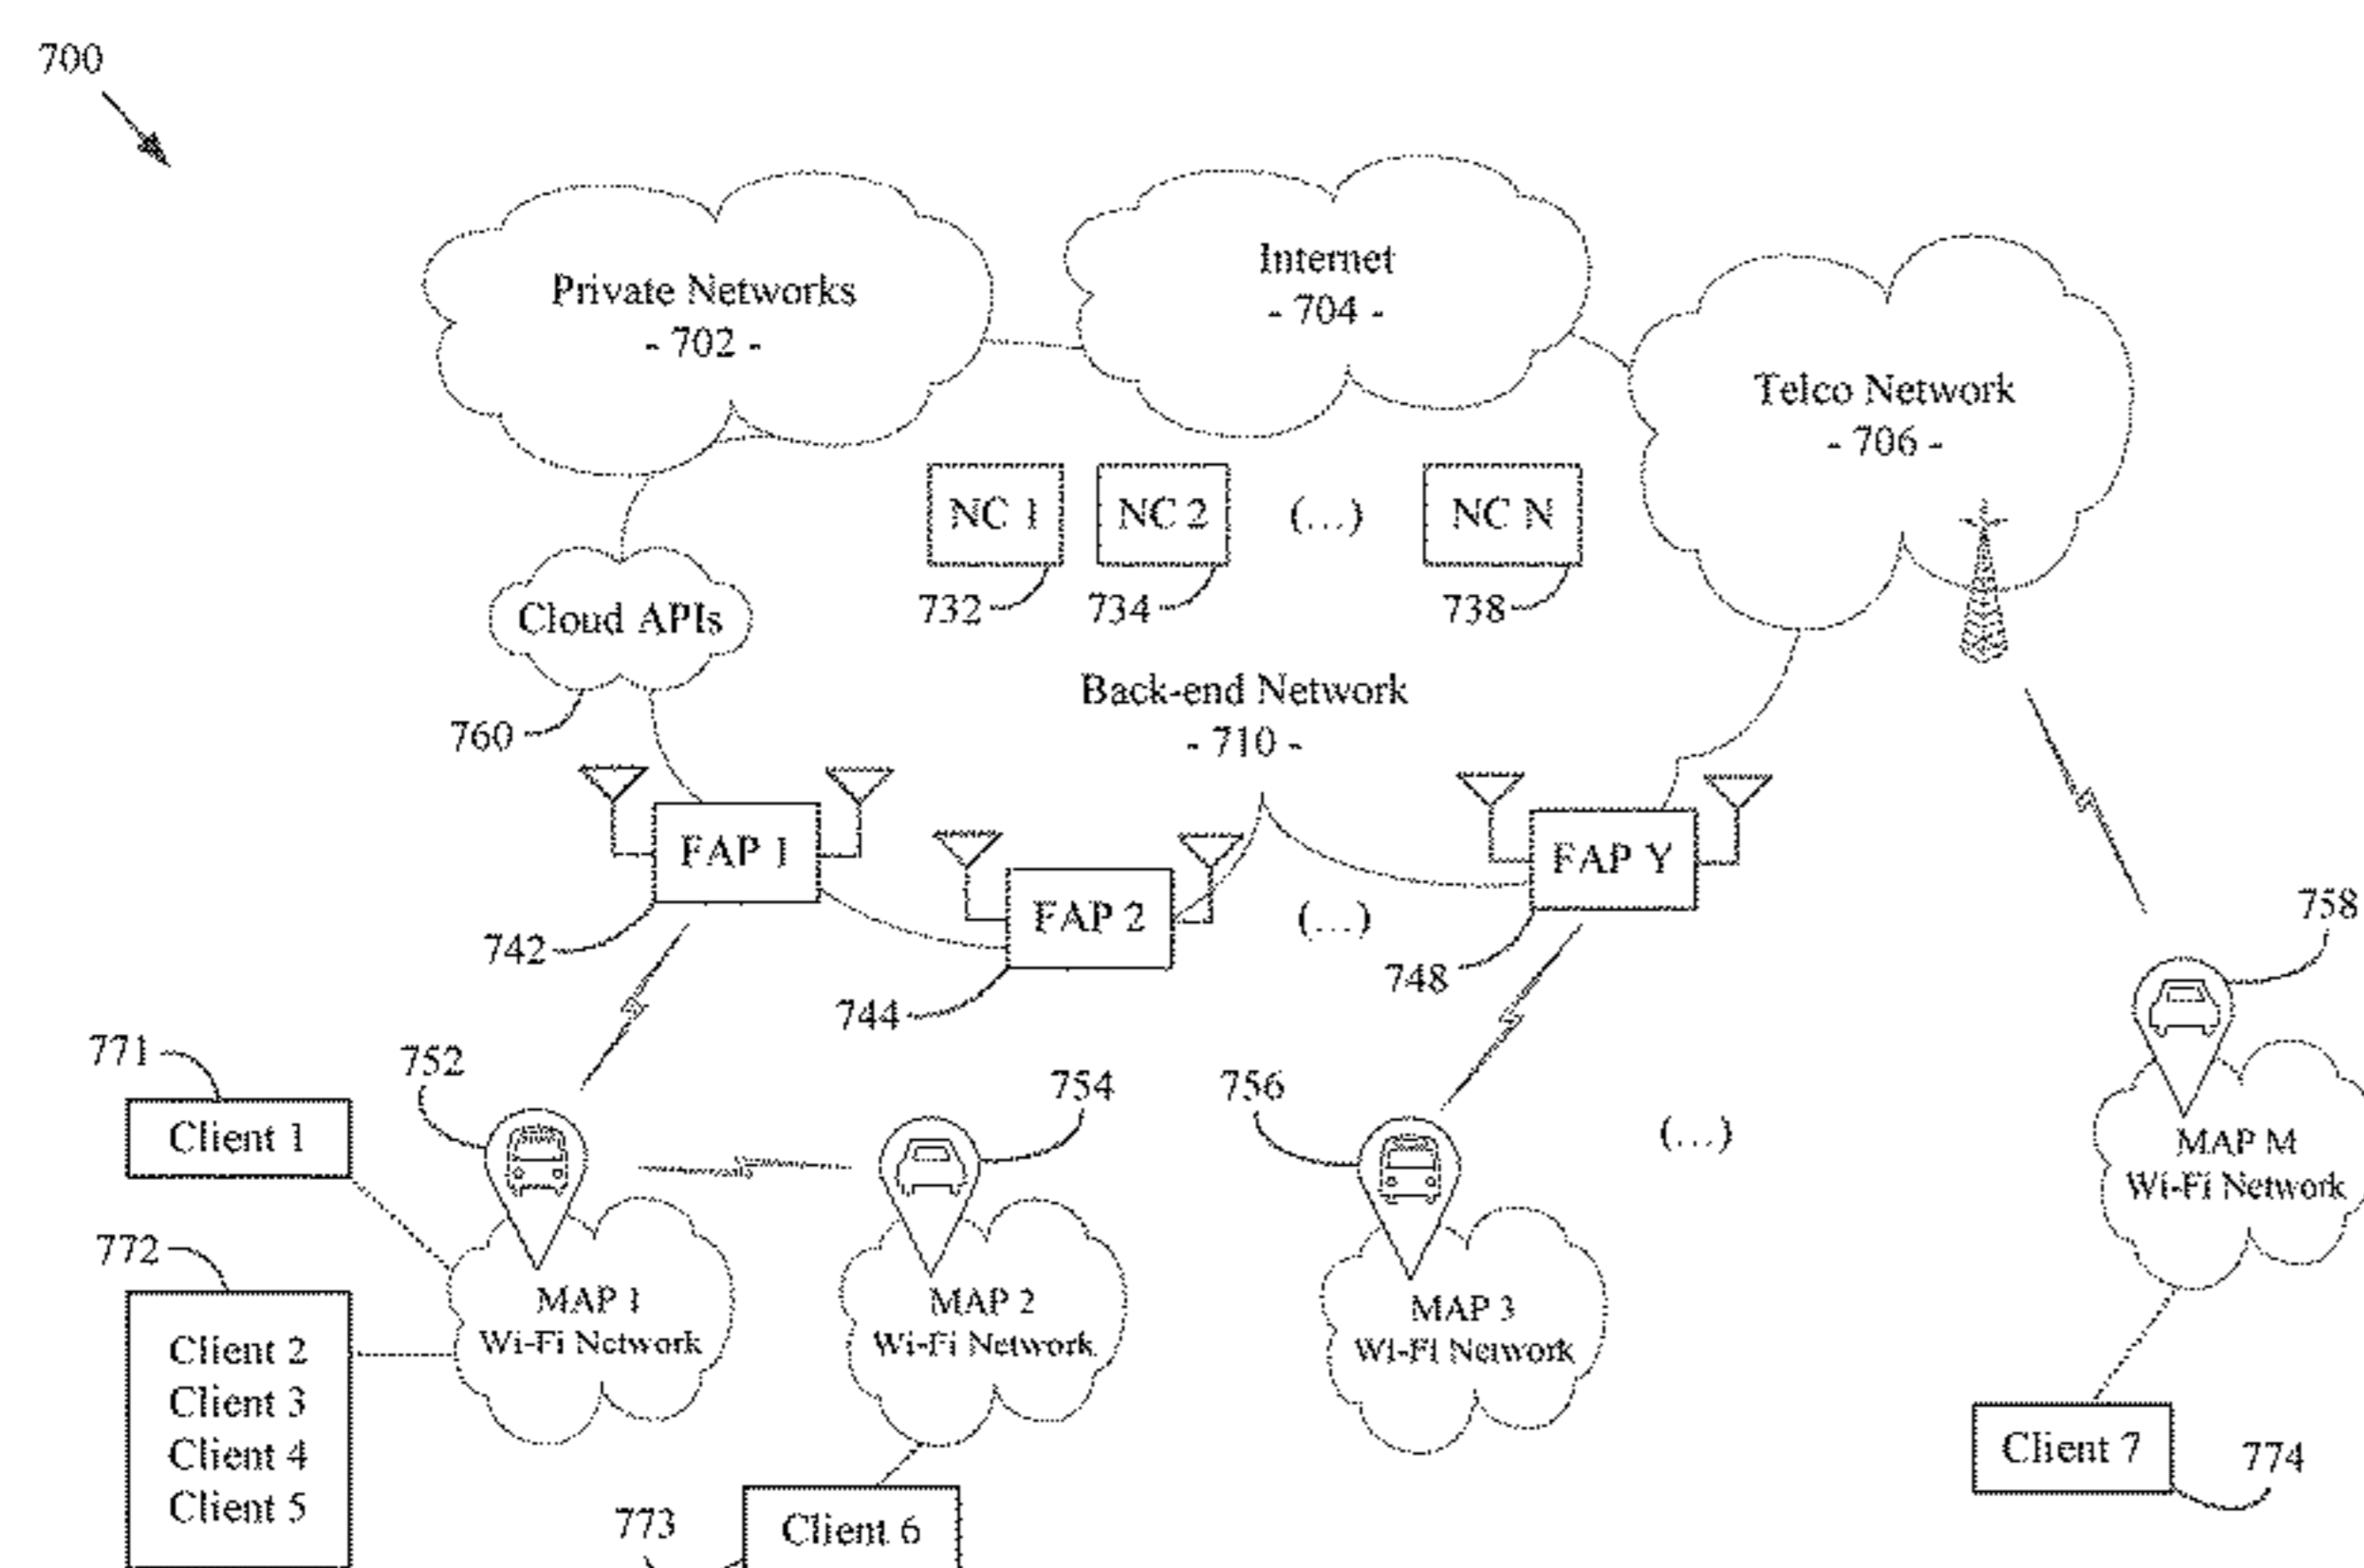 700
Private Networks
- 702 -
Internet
- 704 -
Telco Network
- 706 -
NC 1
NC 2
(...)
NC N
732
734
738
Cloud APIs
760
Back-end Network
- 710 -
FAP 1
FAP 2
(...)
FAP Y
742
744
748
758
771
752
754
756
(...)
Client 1
MAP M
Wi-Fi Network
772
MAP 1
Wi-Fi Network
MAP 2
Wi-Fi Network
MAP 3
Wi-Fi Network
Client 2
Client 3
Client 4
Client 5
Client 7
774
773
Client 6